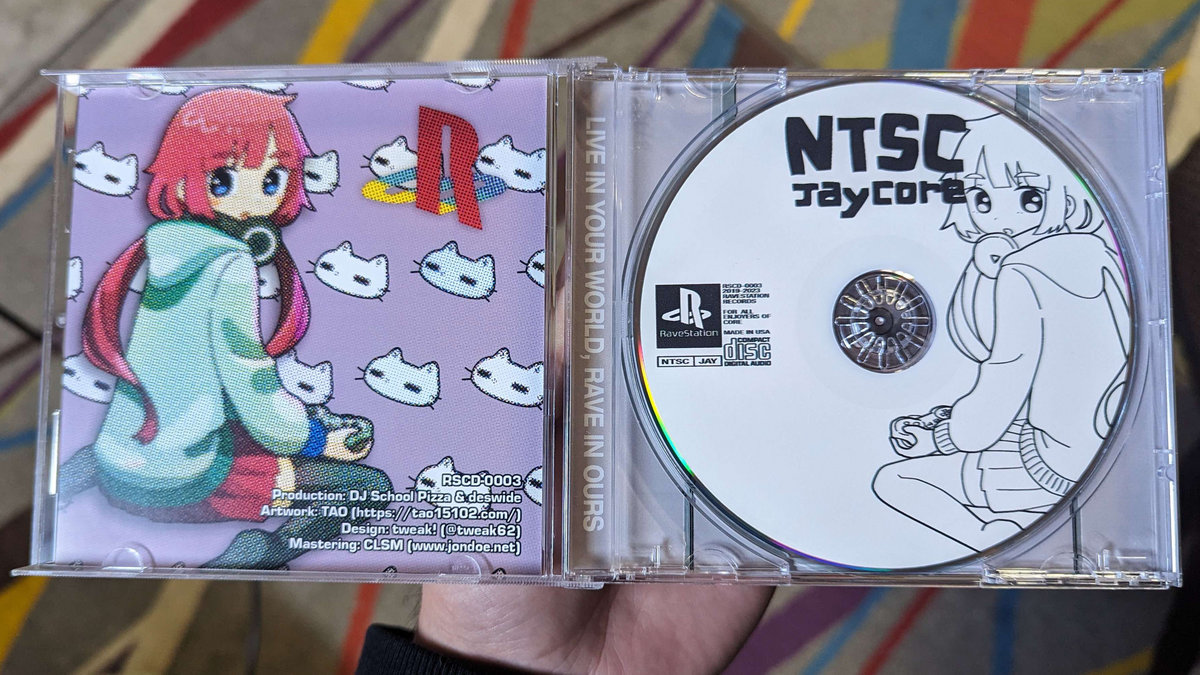 RSCD-0003
Production: DJ School Pizza & deswide
Artwork: TAO (https://tao15102.com/)
Design: tweak! (@tweak62)
Mastering: CLSM (www.jondoe.net)
LIVE IN YOUR WORLD, RAVE IN OURS
NTSC
Jaycore
RaveStation
NTSC JAY
RSCD-0003
2019-2023
RAVESTATION
RECORDS
FOR ALL
ENJOYERS OF
CORE
MADE IN USA
COMPACT
disc
DIGITAL AUDIO